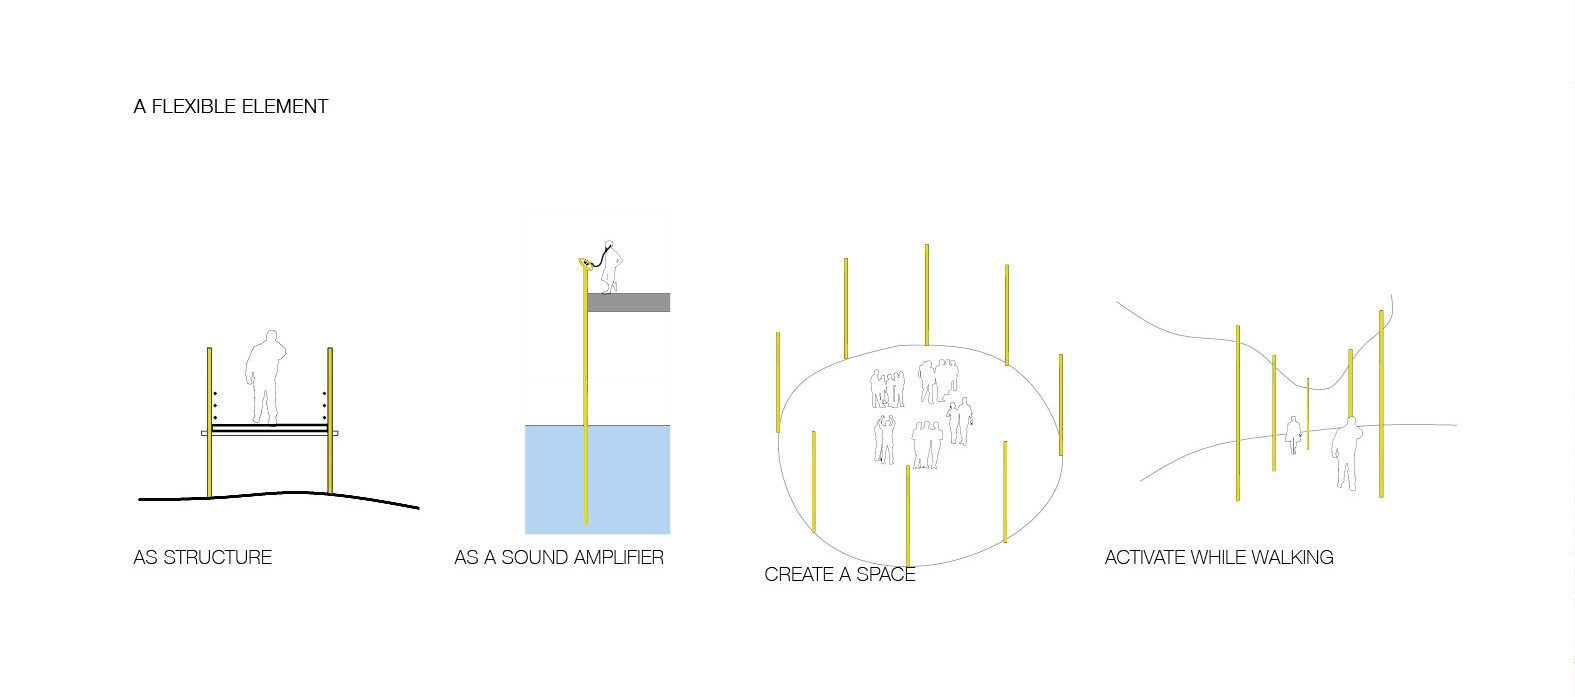 A FLEXIBLE ELEMENT
AS STRUCTURE
AS A SOUND AMPLIFIER
CREATE A SPACE
ACTIVATE WHILE WALKING